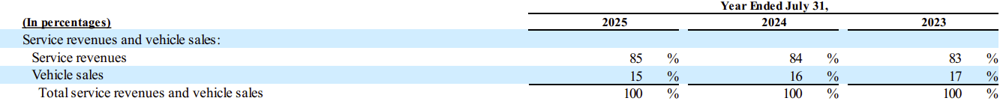 Year Ended July 31,
(In percentages) 2025 2024 2023
Service revenues and vehicle sales:
Service revenues 85 % 84 % 83 %
Vehicle sales 15 % 16 % 17 %
Total service revenues and vehicle sales 100 % 100 % 100 %